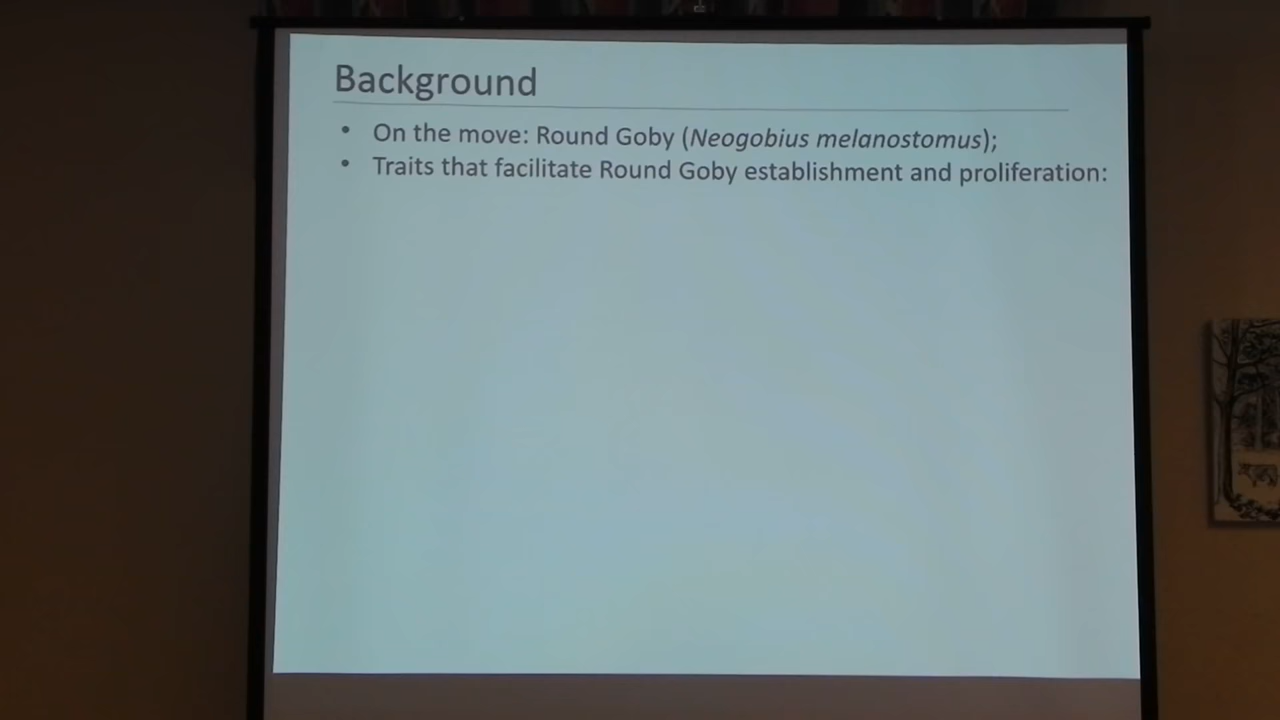 Background
• On the move: Round Goby (Neogobius melanostomus);
• Traits that facilitate Round Goby establishment and proliferation: